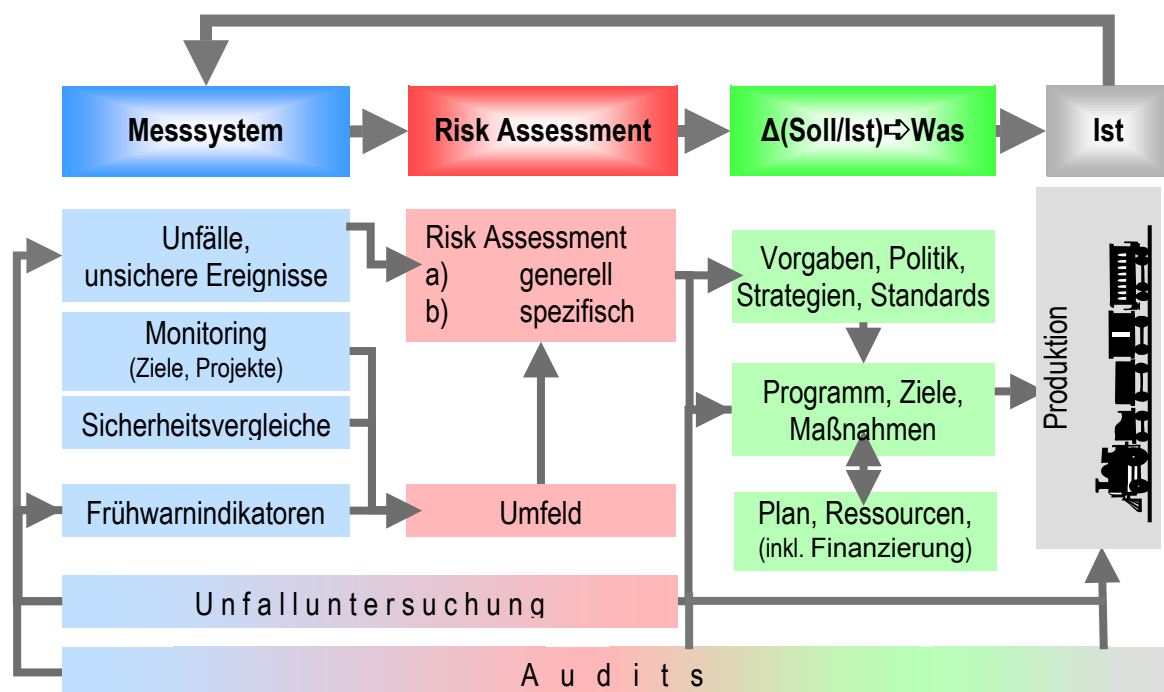 Messsystem
Risk Assessment
Δ(Soll/Ist)➪Was
Ist
Unfälle,
unsichere Ereignisse
Risk Assessment
a) generell
b) spezifisch
Vorgaben, Politik,
Strategien, Standards
Monitoring
(Ziele, Projekte)
Sicherheitsvergleiche
Programm, Ziele,
Maßnahmen
Produktion
Frühwarnindikatoren
Umfeld
Plan, Ressourcen,
(inkl. Finanzierung)
Unfalluntersuchung
Audits